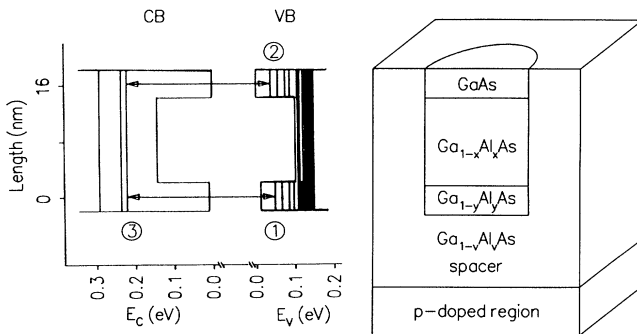 CB VB
②
16
Length (nm)
0
③ ①
0.3 0.2 0.1 0.0 0.0 0.1 0.2
E_c (eV) E_v (eV)
GaAs
Ga₁₋ₓAlₓAs
Ga₁₋yAlyAs
Ga₁₋vAlvAs
spacer
p-doped region